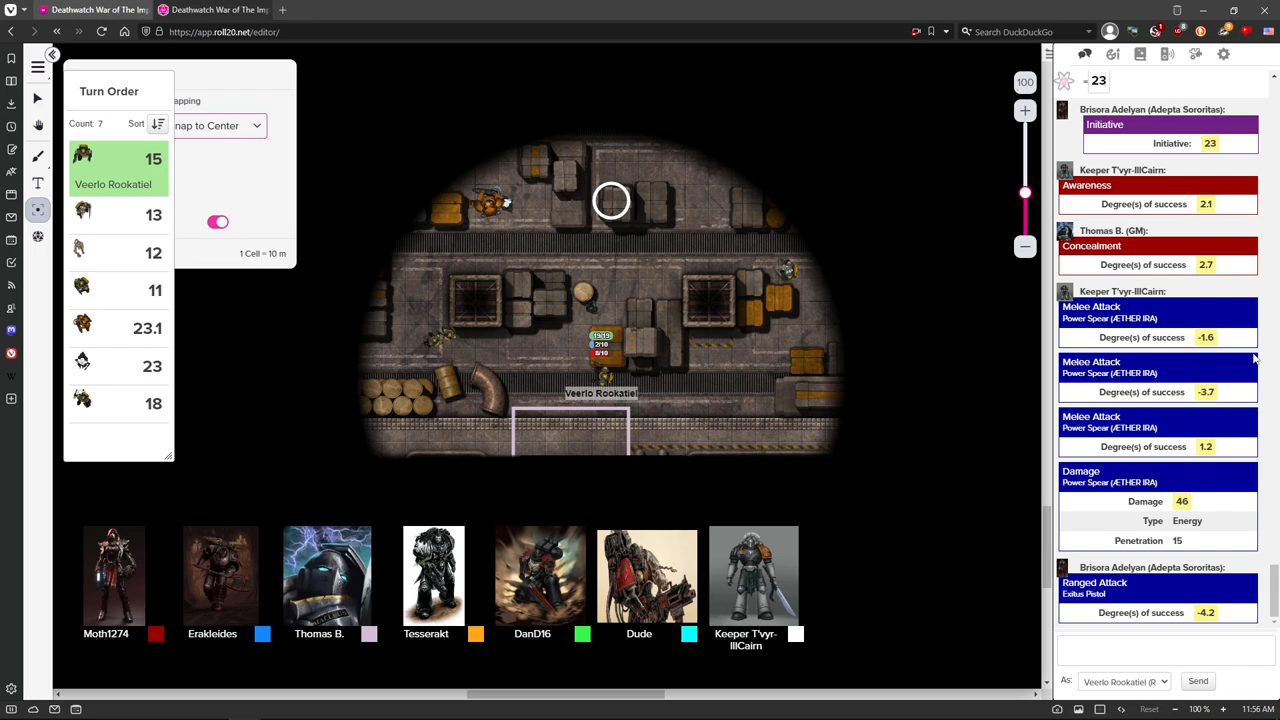 Deathwatch War of The Imp
Deathwatch War of The Imp
https://app.roll20.net/editor/
Search DuckDuckGo
Turn Order
Count: 7
Sort
15
Veerlo Rookatiel
13
12
11
23.1
23
18
apping
nap to Center
1 Cell = 10 m
100
19/19
2/10
8/10
Veerlo Rookatiel
Moth1274
Erakleides
Thomas B.
Tesserakt
DanD16
Dude
Keeper T'vyr-
IllCairn
= 23
Brisora Adelyan (Adepta Sororitas):
Initiative
Initiative: 23
Keeper T'vyr-IllCairn:
Awareness
Degree(s) of success 2.1
Thomas B. (GM):
Concealment
Degree(s) of success 2.7
Keeper T'vyr-IllCairn:
Melee Attack
Power Spear (ÆTHER IRA)
Degree(s) of success -1.6
Melee Attack
Power Spear (ÆTHER IRA)
Degree(s) of success -3.7
Melee Attack
Power Spear (ÆTHER IRA)
Degree(s) of success 1.2
Damage
Power Spear (ÆTHER IRA)
Damage 46
Type Energy
Penetration 15
Brisora Adelyan (Adepta Sororitas):
Ranged Attack
Exitus Pistol
Degree(s) of success -4.2
As:
Veerlo Rookatiel (R
Send
Reset
100 %
11:56 AM